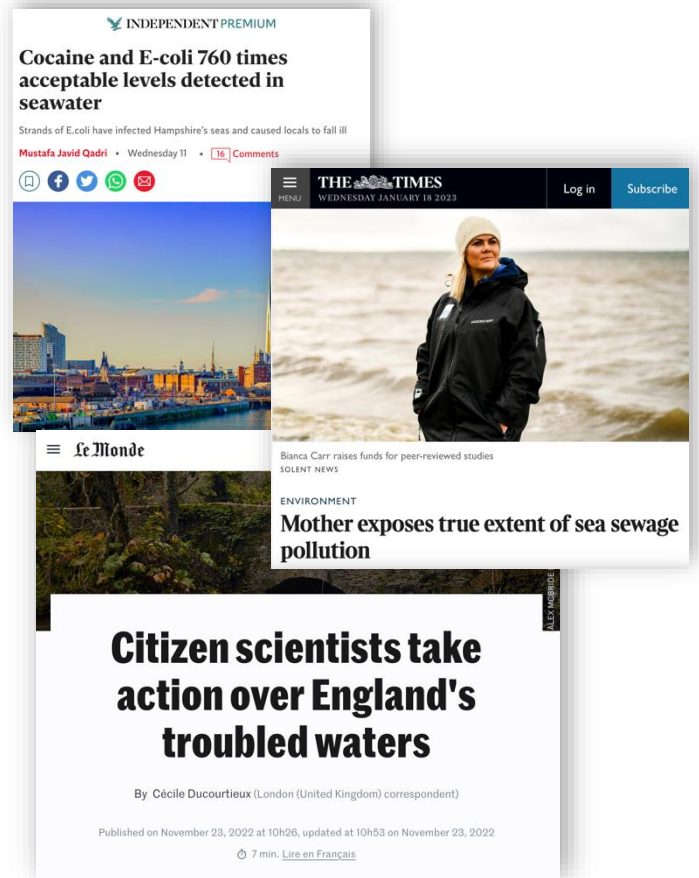 INDEPENDENT PREMIUM
Cocaine and E-coli 760 times
acceptable levels detected in
seawater
Strands of E.coli have infected Hampshire's seas and caused locals to fall ill
Mustafa Javid Qadri • Wednesday 11 • 16 Comments
MENU
THE TIMES
WEDNESDAY JANUARY 18 2023
Log in
Subscribe
Bianca Carr raises funds for peer-reviewed studies
SOLENT NEWS
ENVIRONMENT
Mother exposes true extent of sea sewage
pollution
Le Monde
ALEX MCBRIDE
Citizen scientists take
action over England's
troubled waters
By Cécile Ducourtieux (London (United Kingdom) correspondent)
Published on November 23, 2022 at 10h26, updated at 10h53 on November 23, 2022
7 min. Lire en Français